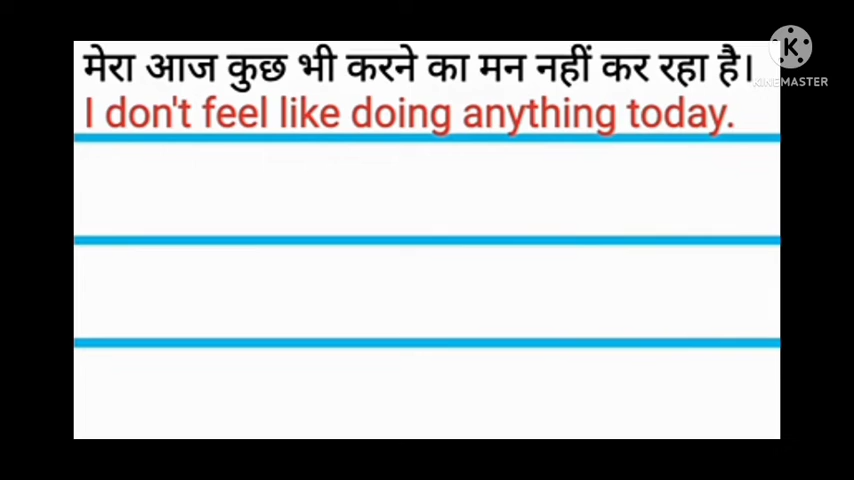 मेरा आज कुछ भी करने का मन नहीं कर रहा है।
I don't feel like doing anything today.
K
KINEMASTER